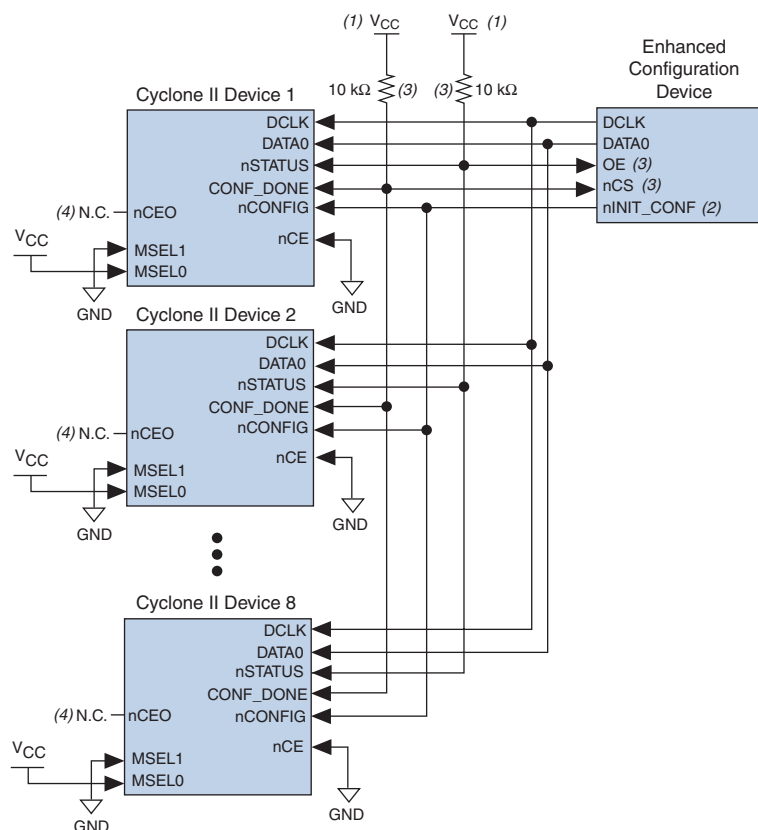 (1) VCC
VCC (1)
10 kΩ (3)
(3) 10 kΩ
Enhanced
Configuration
Device
DCLK
DATA0
OE (3)
nCS (3)
nINIT_CONF (2)
Cyclone II Device 1
DCLK
DATA0
nSTATUS
CONF_DONE
nCONFIG
(4) N.C.
nCEO
nCE
VCC
MSEL1
MSEL0
GND
GND
Cyclone II Device 2
DCLK
DATA0
nSTATUS
CONF_DONE
nCONFIG
(4) N.C.
nCEO
nCE
VCC
MSEL1
MSEL0
GND
GND
Cyclone II Device 8
DCLK
DATA0
nSTATUS
CONF_DONE
nCONFIG
(4) N.C.
nCEO
nCE
VCC
MSEL1
MSEL0
GND
GND